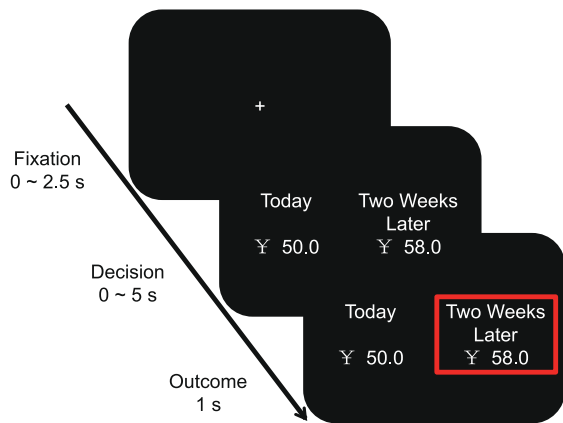 +
Fixation
0 ~ 2.5 s
Today
Two Weeks
Later
¥ 50.0
¥ 58.0
Decision
0 ~ 5 s
Today
Two Weeks
Later
¥ 50.0
¥ 58.0
Outcome
1 s